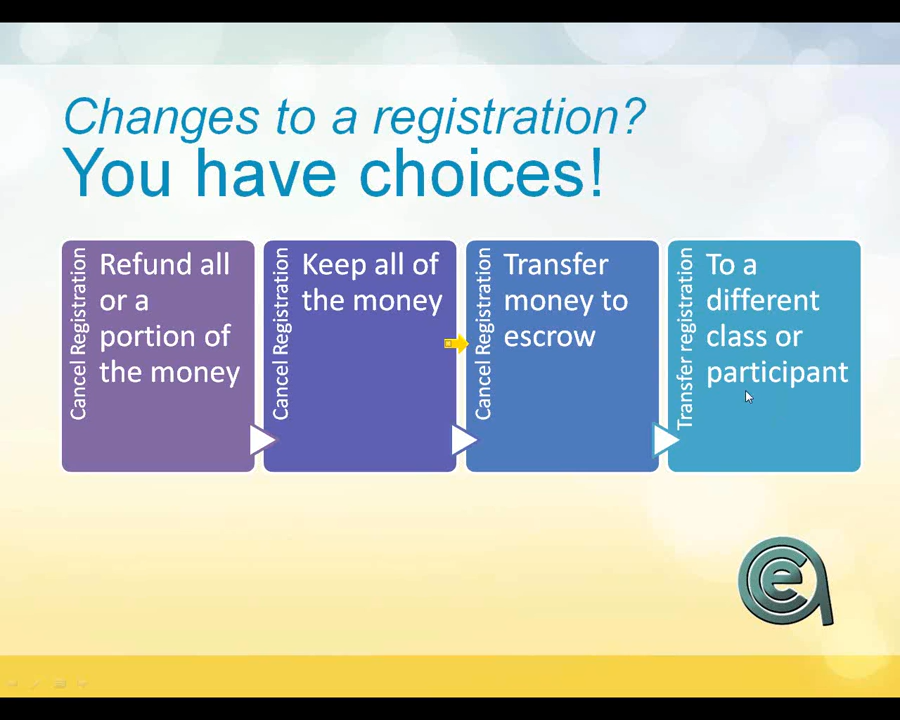 Changes to a registration?
You have choices!
Cancel Registration
Refund all
or a
portion of
the money
Cancel Registration
Keep all of
the money
Cancel Registration
Transfer
money to
escrow
Transfer registration
To a
different
class or
participant